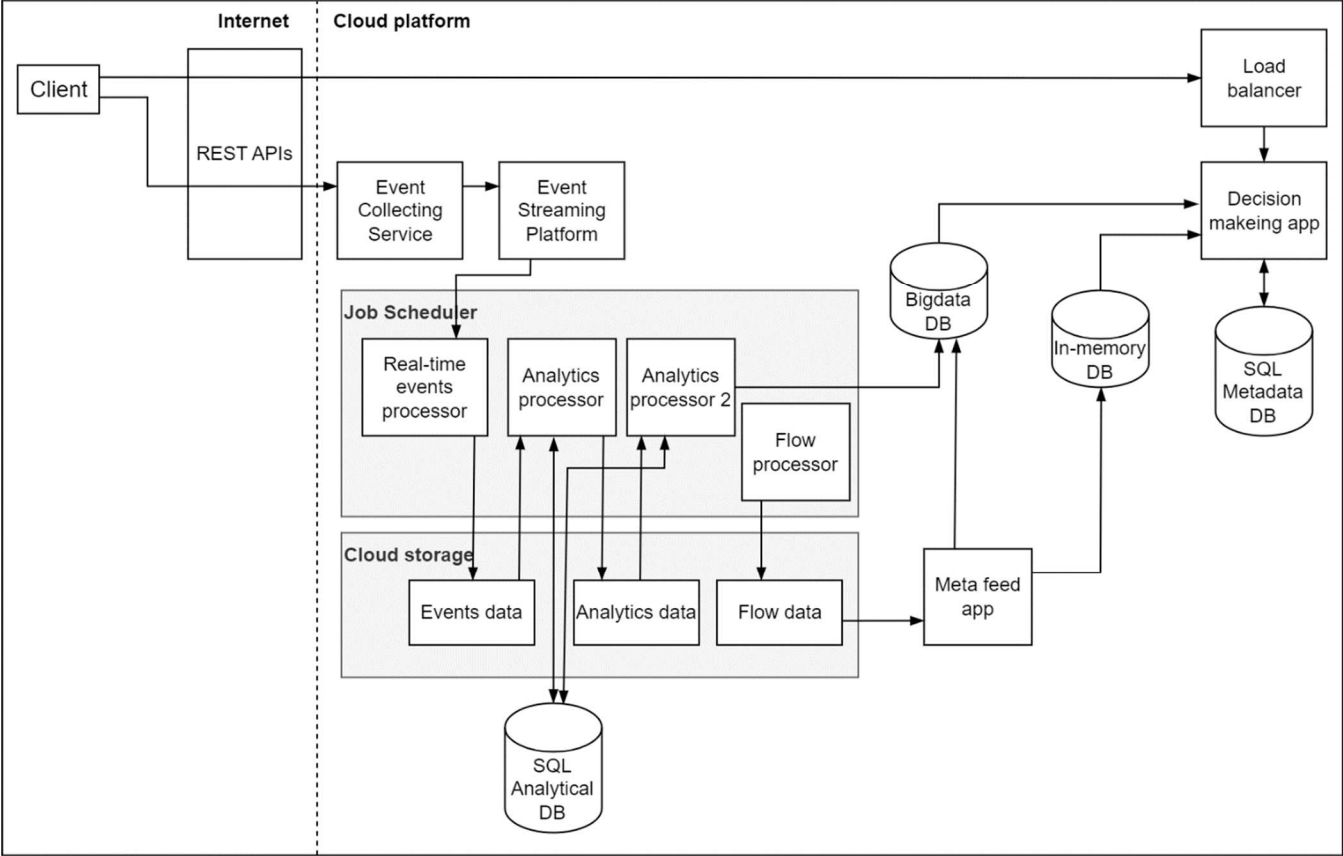 Internet
Cloud platform
Client
REST APIs
Load
balancer
Event
Collecting
Service
Event
Streaming
Platform
Decision
makeing app
Bigdata
DB
In-memory
DB
SQL
Metadata
DB
Job Scheduler
Real-time
events
processor
Analytics
processor
Analytics
processor 2
Flow
processor
Cloud storage
Events data
Analytics data
Flow data
Meta feed
app
SQL
Analytical
DB